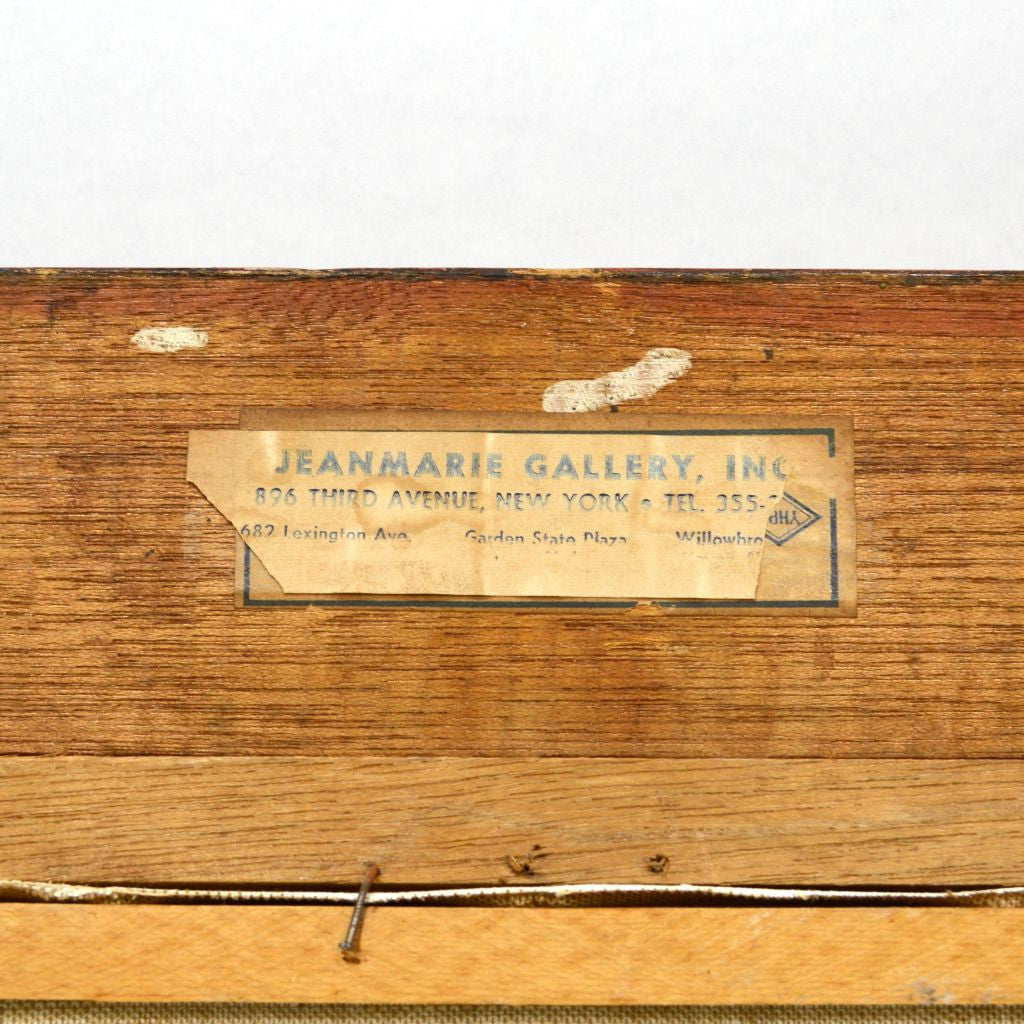 JEANMARIE GALLERY, INC
896 THIRD AVENUE, NEW YORK • TEL. 355-
682 Lexington Ave. Garden State Plaza Willowbro